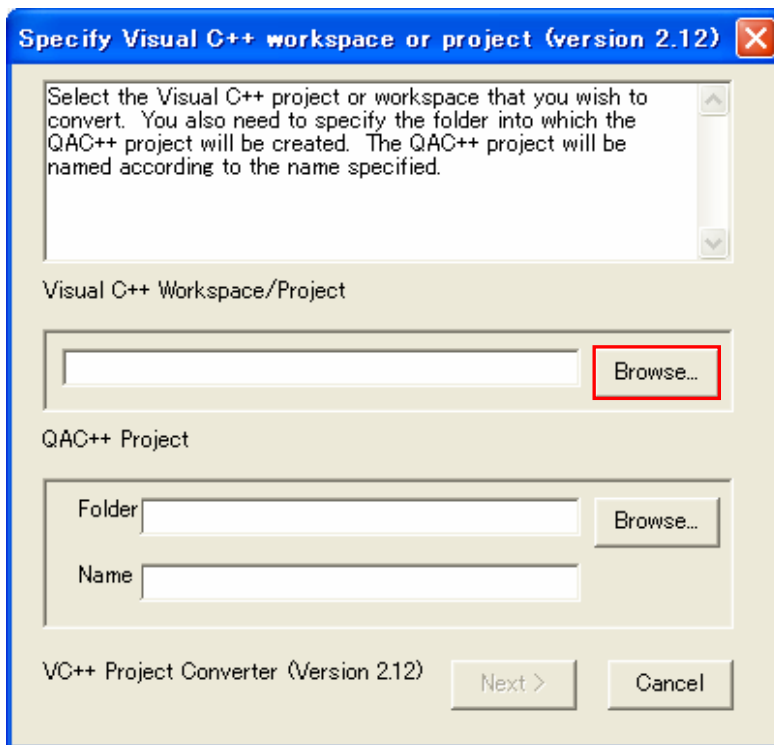 Specify Visual C++ workspace or project (version 2.12)
Select the Visual C++ project or workspace that you wish to
convert.  You also need to specify the folder into which the
QAC++ project will be created.  The QAC++ project will be
named according to the name specified.
Visual C++ Workspace/Project
Browse...
QAC++ Project
Folder
Browse...
Name
VC++ Project Converter (Version 2.12)
Next >
Cancel